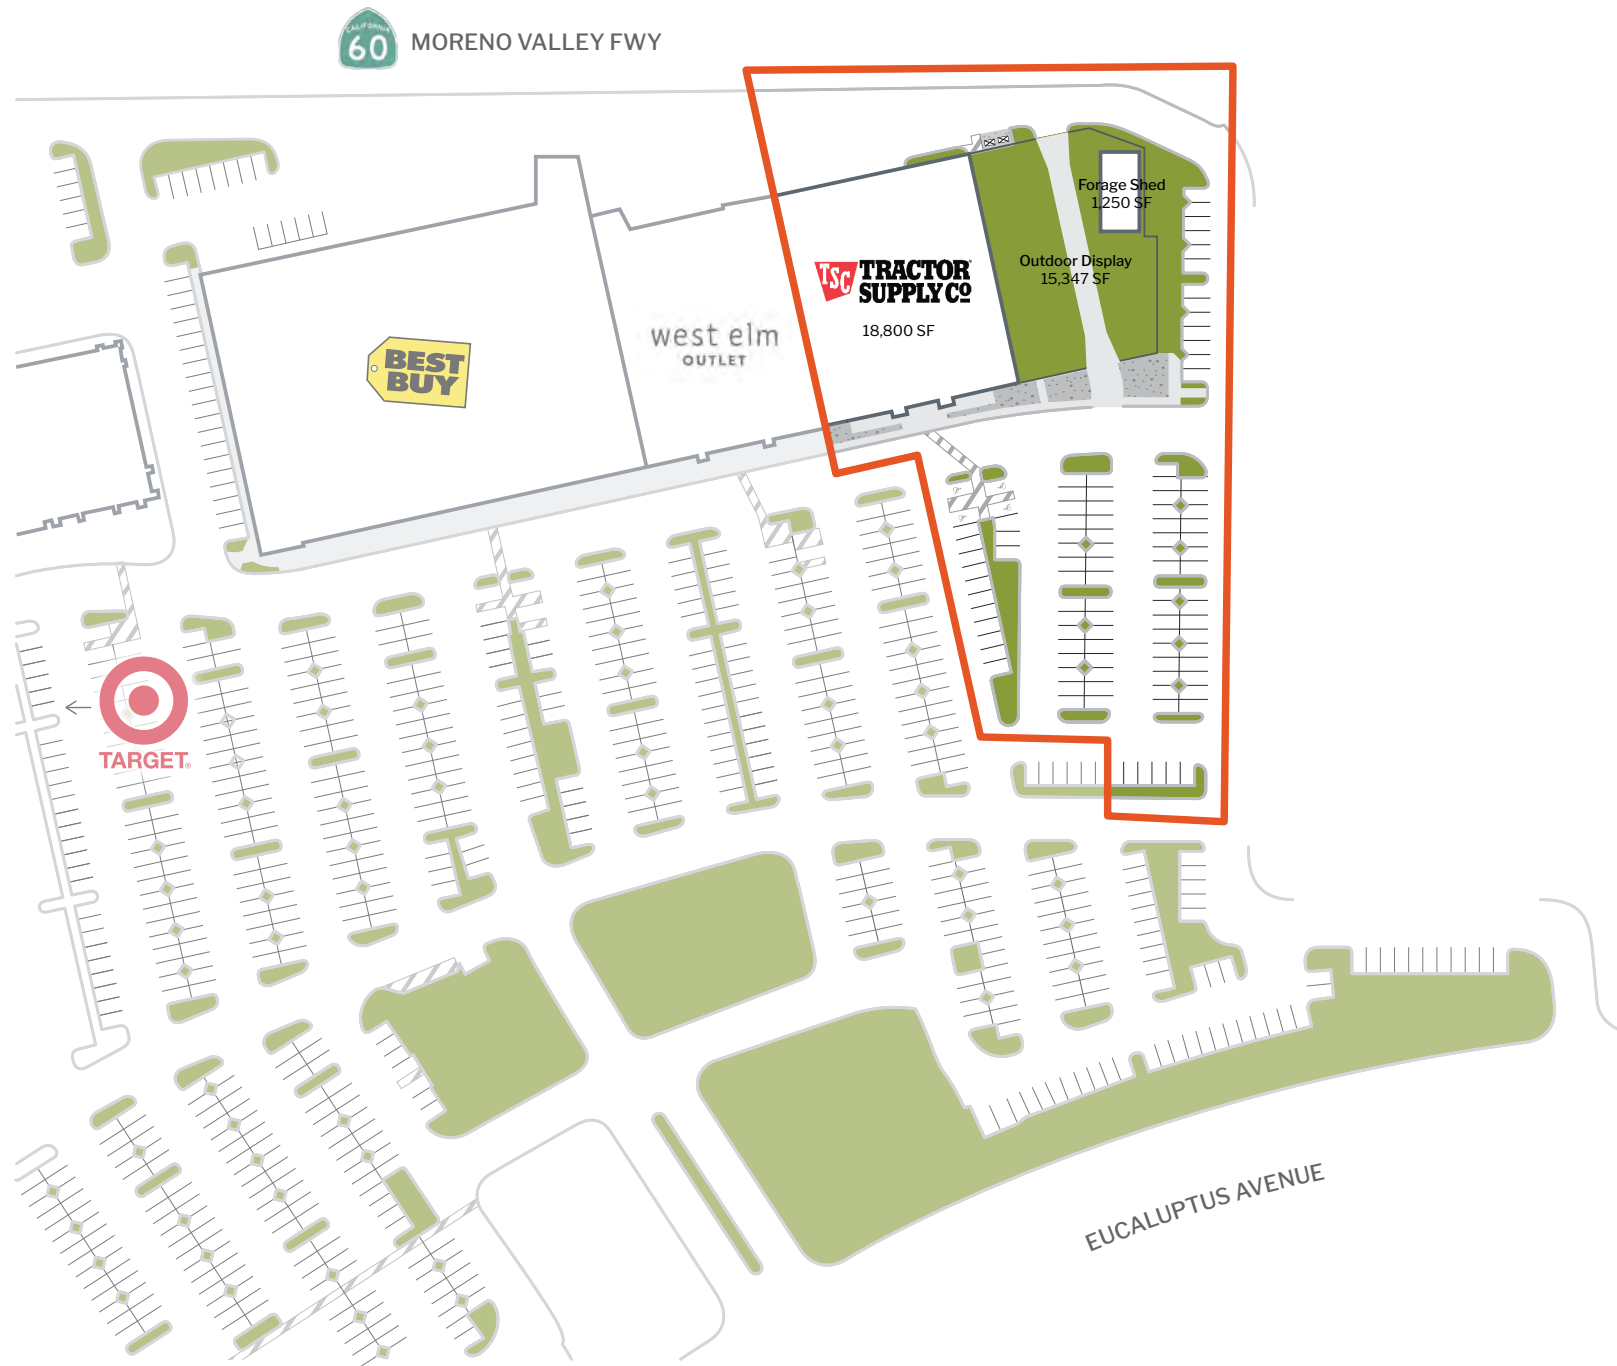 CALIFORNIA
60
MORENO VALLEY FWY
Forage Shed
1,250 SF
Outdoor Display
15,347 SF
TSC
TRACTOR
SUPPLY CO
18,800 SF
west elm
OUTLET
BEST
BUY
TARGET
EUCALUPTUS AVENUE